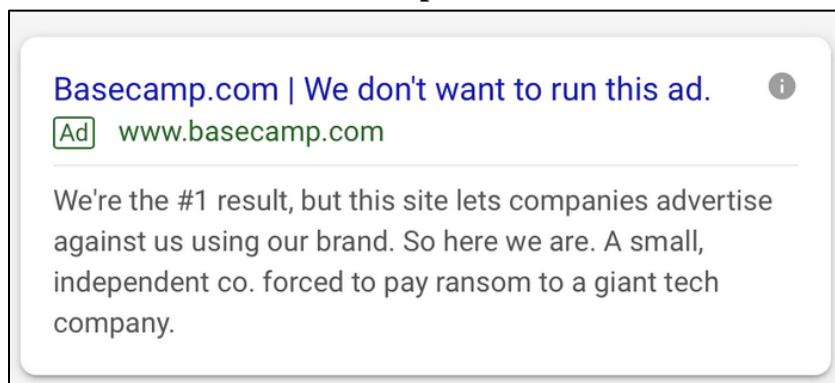 Basecamp.com | We don't want to run this ad.
Ad www.basecamp.com
We're the #1 result, but this site lets companies advertise
against us using our brand. So here we are. A small,
independent co. forced to pay ransom to a giant tech
company.